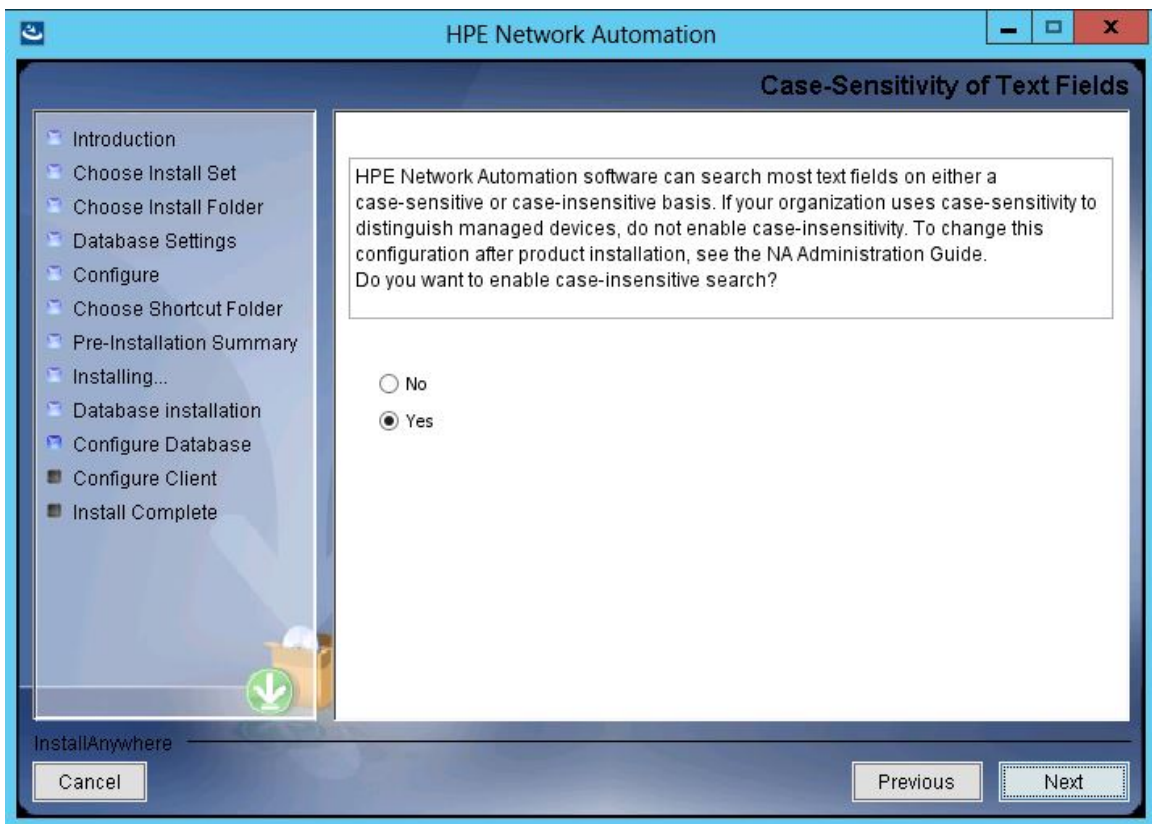 HPE Network Automation
Case-Sensitivity of Text Fields
Introduction
Choose Install Set
Choose Install Folder
Database Settings
Configure
Choose Shortcut Folder
Pre-Installation Summary
Installing...
Database installation
Configure Database
Configure Client
Install Complete
HPE Network Automation software can search most text fields on either a
case-sensitive or case-insensitive basis. If your organization uses case-sensitivity to
distinguish managed devices, do not enable case-insensitivity. To change this
configuration after product installation, see the NA Administration Guide.
Do you want to enable case-insensitive search?
No
Yes
InstallAnywhere
Cancel
Previous
Next